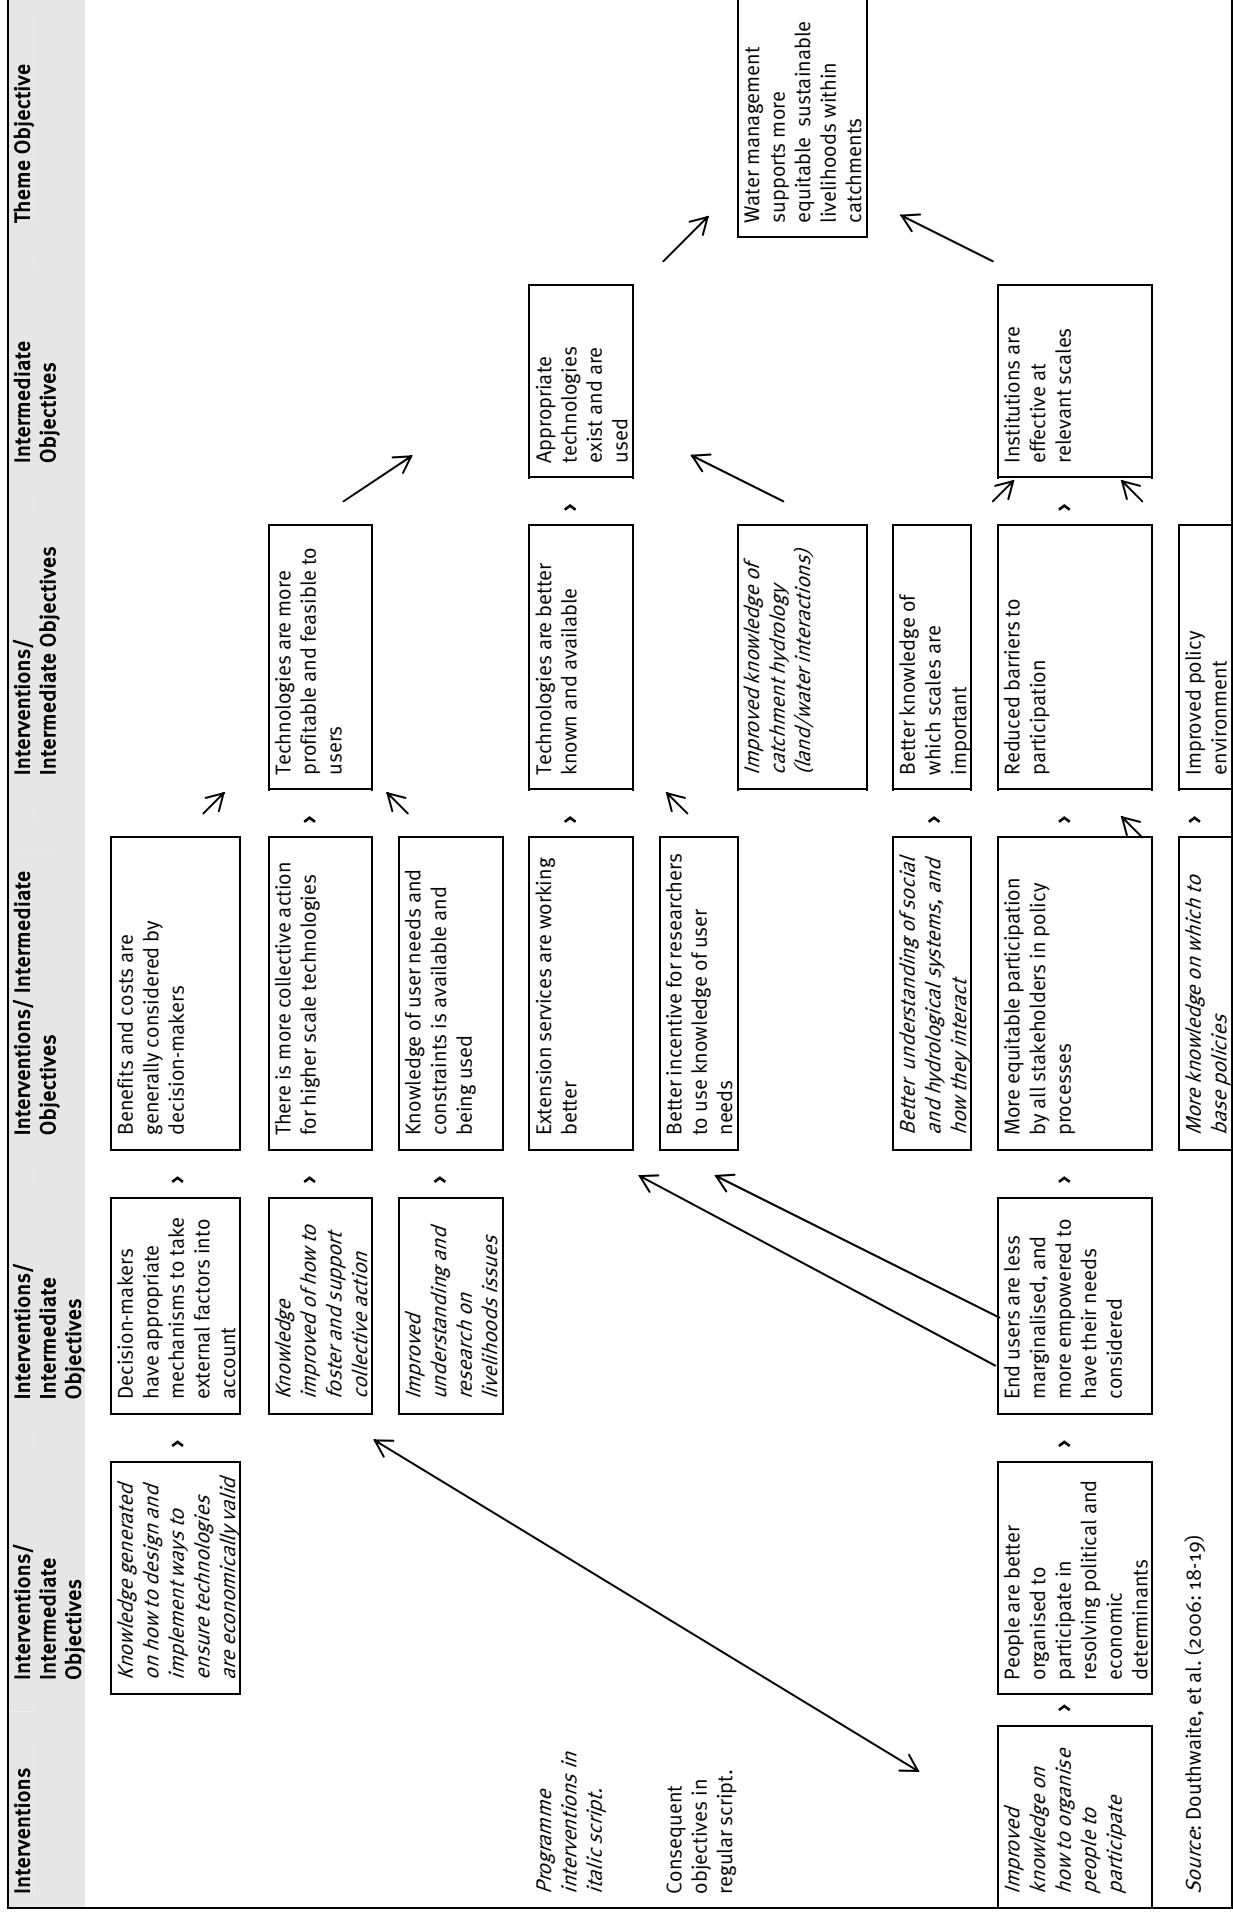 Interventions
Interventions/
Intermediate
Objectives
Interventions/
Intermediate
Objectives
Interventions/ Intermediate
Objectives
Interventions/
Intermediate Objectives
Intermediate
Objectives
Theme Objective
Knowledge generated
on how to design and
implement ways to
ensure technologies
are economically valid
›
Decision-makers
have appropriate
mechanisms to take
external factors into
account
›
Benefits and costs are
generally considered by
decision-makers
Knowledge
improved of how to
foster and support
collective action
›
There is more collective action
for higher scale technologies
›
Technologies are more
profitable and feasible to
users
Improved
understanding and
research on
livelihoods issues
›
Knowledge of user needs and
constraints is available and
being used
Programme
interventions in
italic script.
Extension services are working
better
›
Technologies are better
known and available
›
Appropriate
technologies
exist and are
used
Consequent
objectives in
regular script.
Better incentive for researchers
to use knowledge of user
needs
Improved knowledge of
catchment hydrology
(land/water interactions)
Water management
supports more
equitable sustainable
livelihoods within
catchments
Better understanding of social
and hydrological systems, and
how they interact
›
Better knowledge of
which scales are
important
Improved
knowledge on
how to organise
people to
participate
›
People are better
organised to
participate in
resolving political and
economic
determinants
›
End users are less
marginalised, and
more empowered to
have their needs
considered
›
More equitable participation
by all stakeholders in policy
processes
›
Reduced barriers to
participation
›
Institutions are
effective at
relevant scales
More knowledge on which to
base policies
›
Improved policy
environment
Source: Douthwaite, et al. (2006: 18-19)